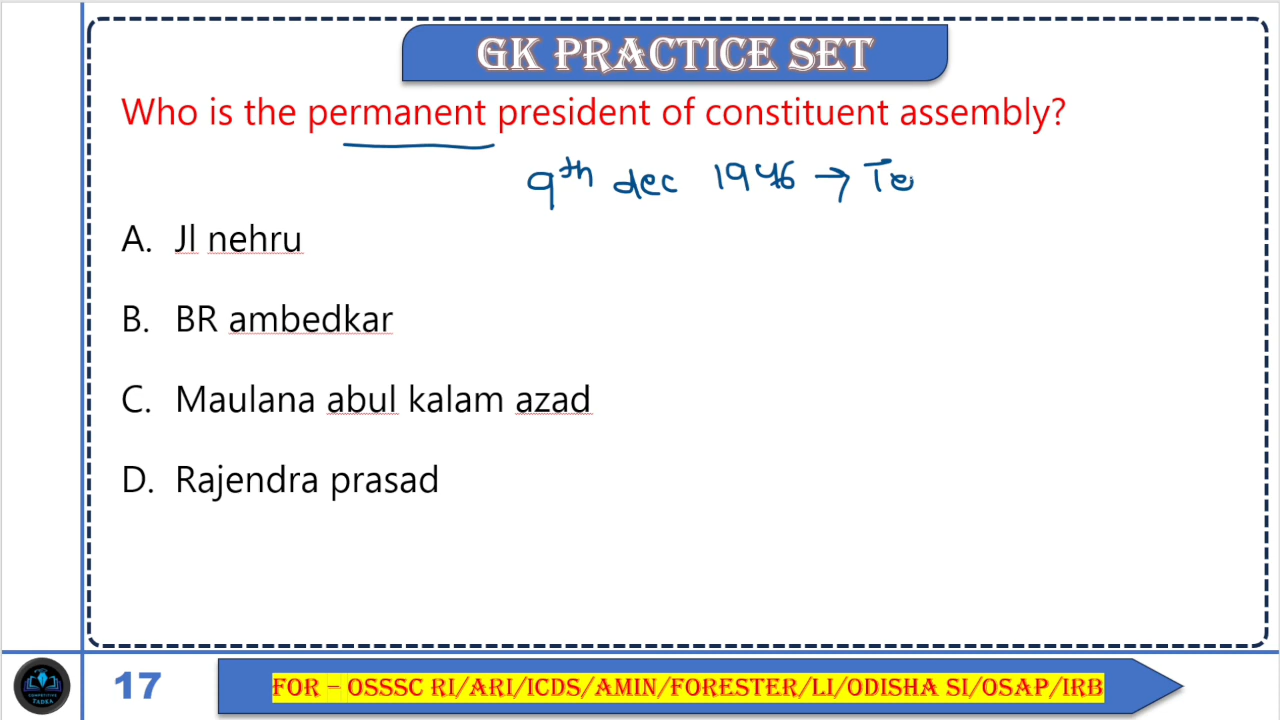 GK PRACTICE SET
Who is the permanent president of constituent assembly?
9th dec 1946 → Te
A. Jl nehru
B. BR ambedkar
C. Maulana abul kalam azad
D. Rajendra prasad
COMPETITIVE
TADKA
17
FOR – OSSSC RI/ARI/ICDS/AMIN/FORESTER/LI/ODISHA SI/OSAP/IRB